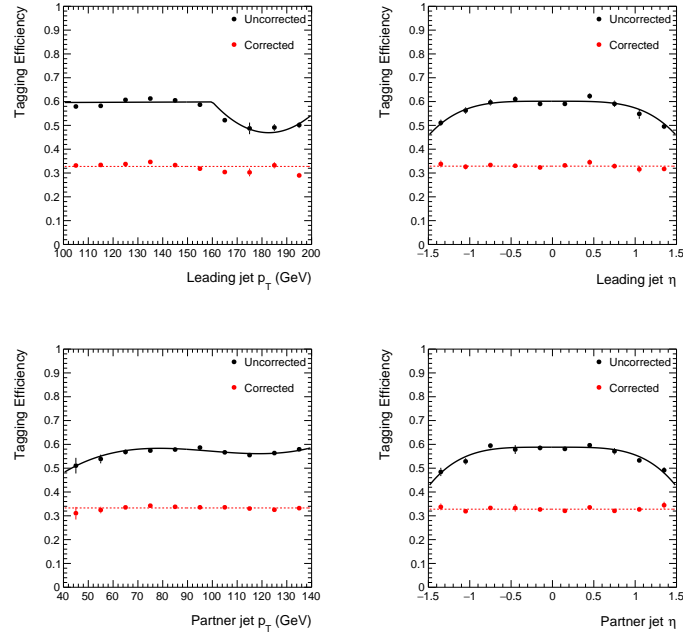 Tagging Efficiency
1
0.9
0.8
0.7
0.6
0.5
0.4
0.3
0.2
0.1
0
Uncorrected
Corrected
100 110 120 130 140 150 160 170 180 190 200
Leading jet p_T (GeV)
Tagging Efficiency
1
0.9
0.8
0.7
0.6
0.5
0.4
0.3
0.2
0.1
0
Uncorrected
Corrected
−1.5 −1 −0.5 0 0.5 1 1.5
Leading jet η
Tagging Efficiency
1
0.9
0.8
0.7
0.6
0.5
0.4
0.3
0.2
0.1
0
Uncorrected
Corrected
40 50 60 70 80 90 100 110 120 130 140
Partner jet p_T (GeV)
Tagging Efficiency
1
0.9
0.8
0.7
0.6
0.5
0.4
0.3
0.2
0.1
0
Uncorrected
Corrected
−1.5 −1 −0.5 0 0.5 1 1.5
Partner jet η